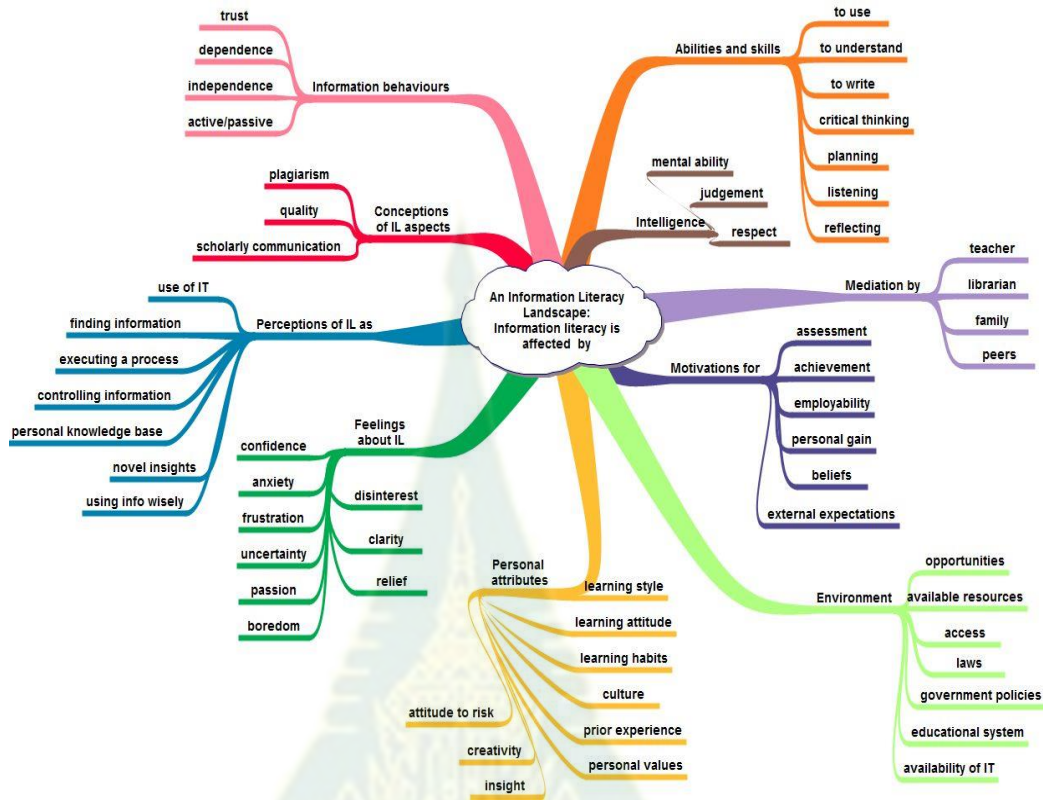 An Information Literacy
Landscape:
Information literacy is
affected by
Information behaviours
trust
dependence
independence
active/passive
Conceptions
of IL aspects
plagiarism
quality
scholarly communication
Perceptions of IL as
use of IT
finding information
executing a process
controlling information
personal knowledge base
novel insights
using info wisely
Feelings
about IL
confidence
anxiety
frustration
uncertainty
passion
boredom
disinterest
clarity
relief
Personal
attributes
learning style
learning attitude
learning habits
culture
prior experience
personal values
attitude to risk
creativity
insight
Abilities and skills
to use
to understand
to write
critical thinking
planning
listening
reflecting
Intelligence
mental ability
judgement
respect
Mediation by
teacher
librarian
family
peers
Motivations for
assessment
achievement
employability
personal gain
beliefs
external expectations
Environment
opportunities
available resources
access
laws
government policies
educational system
availability of IT